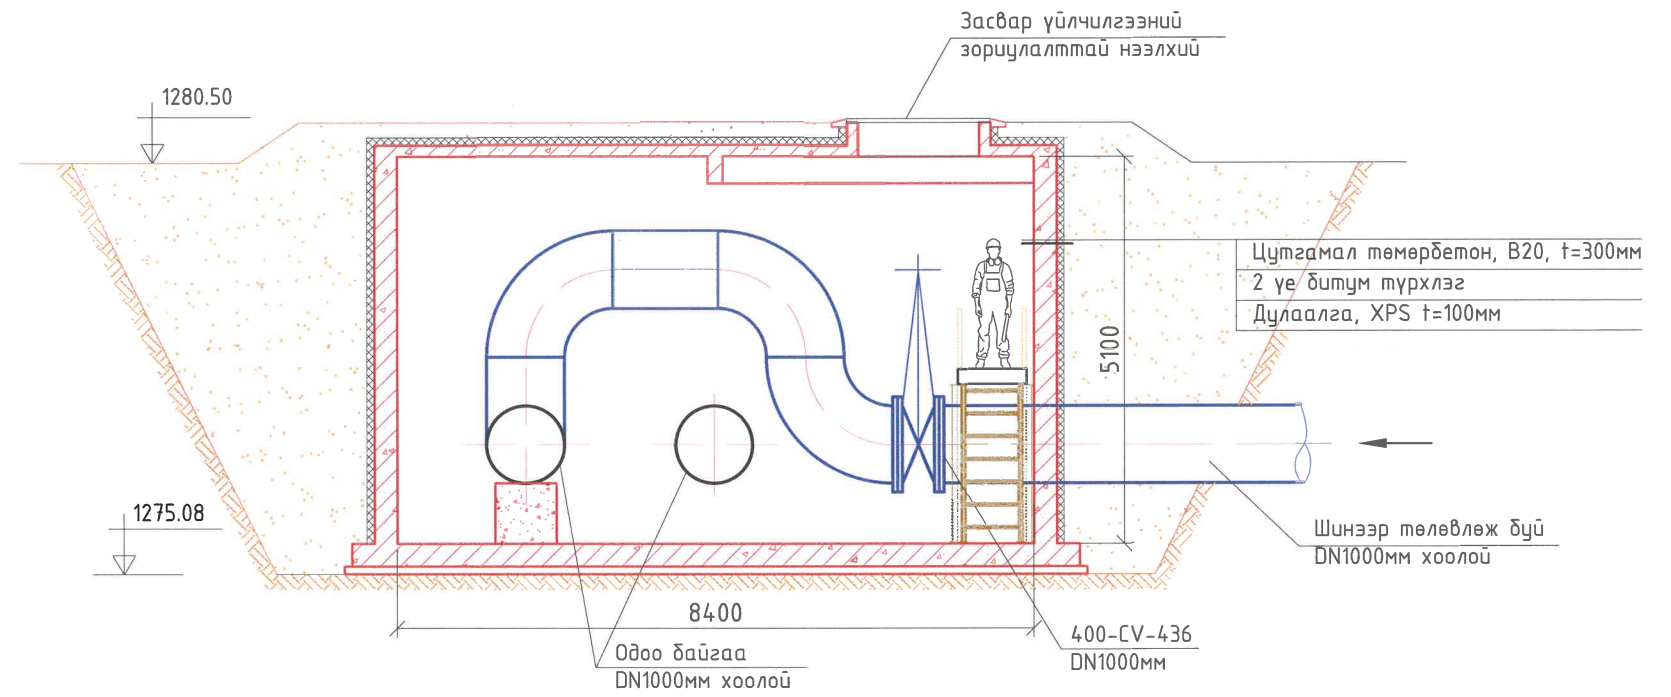 Засвар үйлчилгээний
зориулалттай нээлхий
1280.50
Цутгамал төмөрбетон, В20, t=300мм
2 үе битум түрхлэг
Дулаалга, XPS t=100мм
5100
1275.08
Шинээр төлөвлөж буй
DN1000мм хоолой
8400
400-CV-436
DN1000мм
Одоо байгаа
DN1000мм хоолой